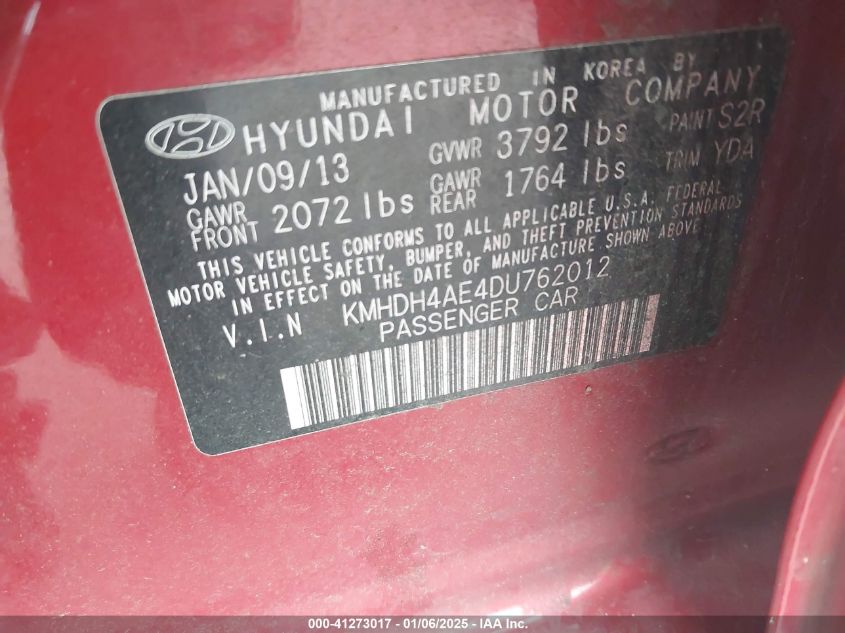 MANUFACTURED IN KOREA BY
HYUNDAI MOTOR COMPANY
JAN/09/13 GVWR 3792 lbs PAINT S2R
GAWR FRONT 2072 lbs GAWR REAR 1764 lbs TRIM YDA
THIS VEHICLE CONFORMS TO ALL APPLICABLE U.S.A. FEDERAL
MOTOR VEHICLE SAFETY, BUMPER, AND THEFT PREVENTION STANDARDS
IN EFFECT ON THE DATE OF MANUFACTURE SHOWN ABOVE
V.I.N KMHDH4AE4DU762012
PASSENGER CAR
000-41273017 - 01/06/2025 - IAA Inc.